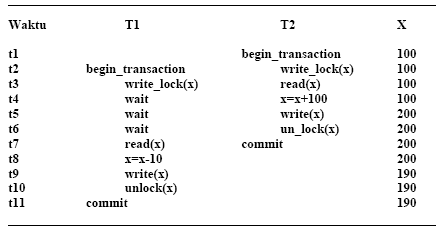 Waktu T1 T2 X
t1 begin_transaction 100
t2 begin_transaction write_lock(x) 100
t3 write_lock(x) read(x) 100
t4 wait x=x+100 100
t5 wait write(x) 200
t6 wait un_lock(x) 200
t7 read(x) commit 200
t8 x=x-10 200
t9 write(x) 190
t10 unlock(x) 190
t11 commit 190